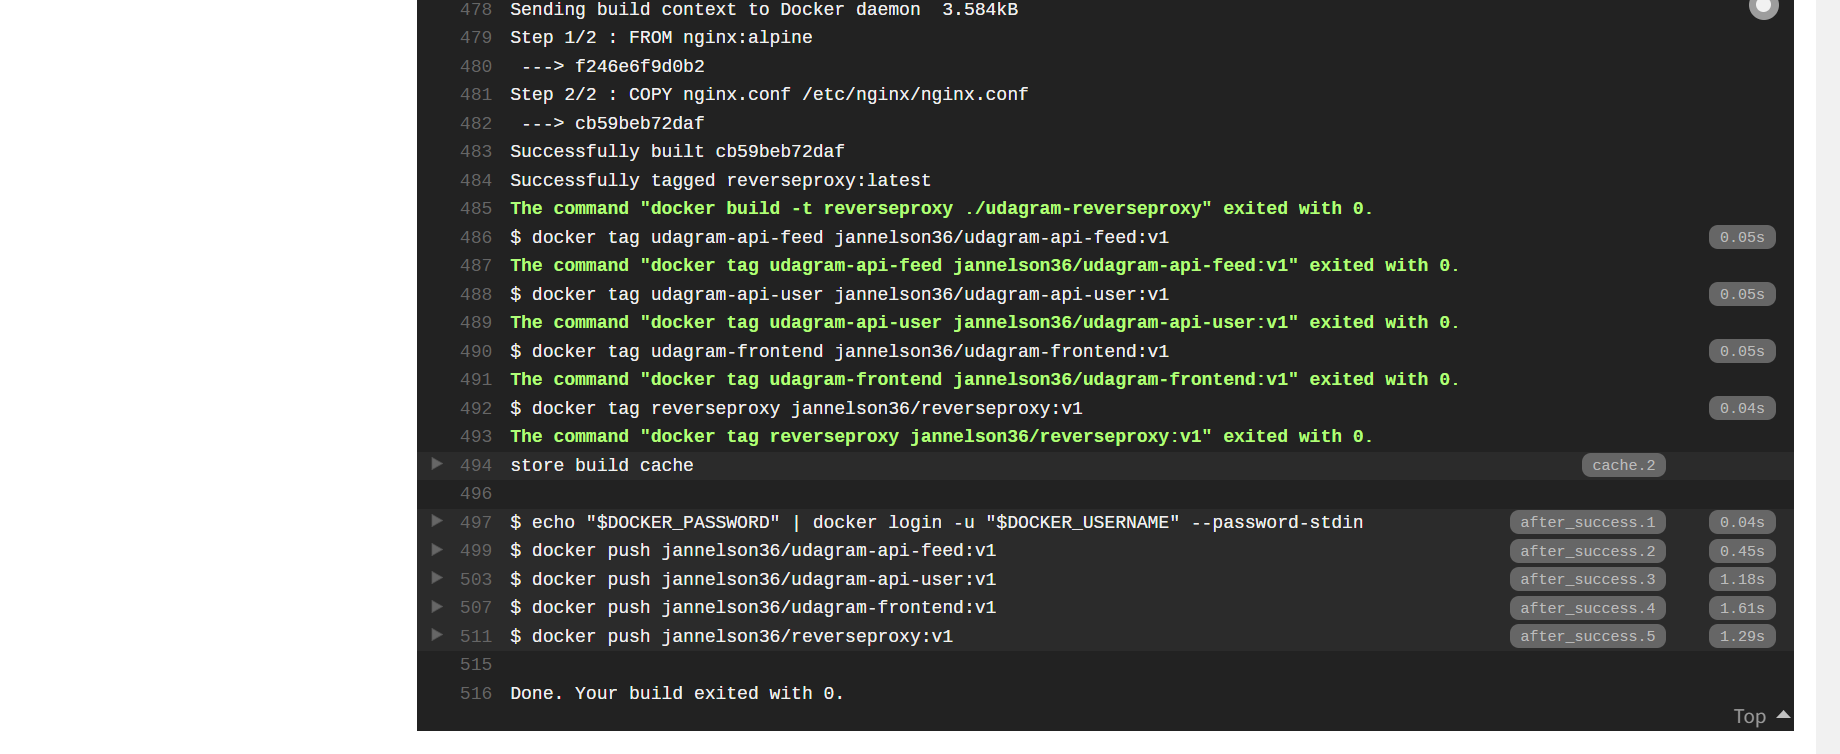 478 Sending build context to Docker daemon  3.584kB
479 Step 1/2 : FROM nginx:alpine
480  ---> f246e6f9d0b2
481 Step 2/2 : COPY nginx.conf /etc/nginx/nginx.conf
482  ---> cb59beb72daf
483 Successfully built cb59beb72daf
484 Successfully tagged reverseproxy:latest
485 The command "docker build -t reverseproxy ./udagram-reverseproxy" exited with 0.
486 $ docker tag udagram-api-feed jannelson36/udagram-api-feed:v1 0.05s
487 The command "docker tag udagram-api-feed jannelson36/udagram-api-feed:v1" exited with 0.
488 $ docker tag udagram-api-user jannelson36/udagram-api-user:v1 0.05s
489 The command "docker tag udagram-api-user jannelson36/udagram-api-user:v1" exited with 0.
490 $ docker tag udagram-frontend jannelson36/udagram-frontend:v1 0.05s
491 The command "docker tag udagram-frontend jannelson36/udagram-frontend:v1" exited with 0.
492 $ docker tag reverseproxy jannelson36/reverseproxy:v1 0.04s
493 The command "docker tag reverseproxy jannelson36/reverseproxy:v1" exited with 0.
494 store build cache cache.2
496
497 $ echo "$DOCKER_PASSWORD" | docker login -u "$DOCKER_USERNAME" --password-stdin after_success.1 0.04s
499 $ docker push jannelson36/udagram-api-feed:v1 after_success.2 0.45s
503 $ docker push jannelson36/udagram-api-user:v1 after_success.3 1.18s
507 $ docker push jannelson36/udagram-frontend:v1 after_success.4 1.61s
511 $ docker push jannelson36/reverseproxy:v1 after_success.5 1.29s
515
516 Done. Your build exited with 0.
Top